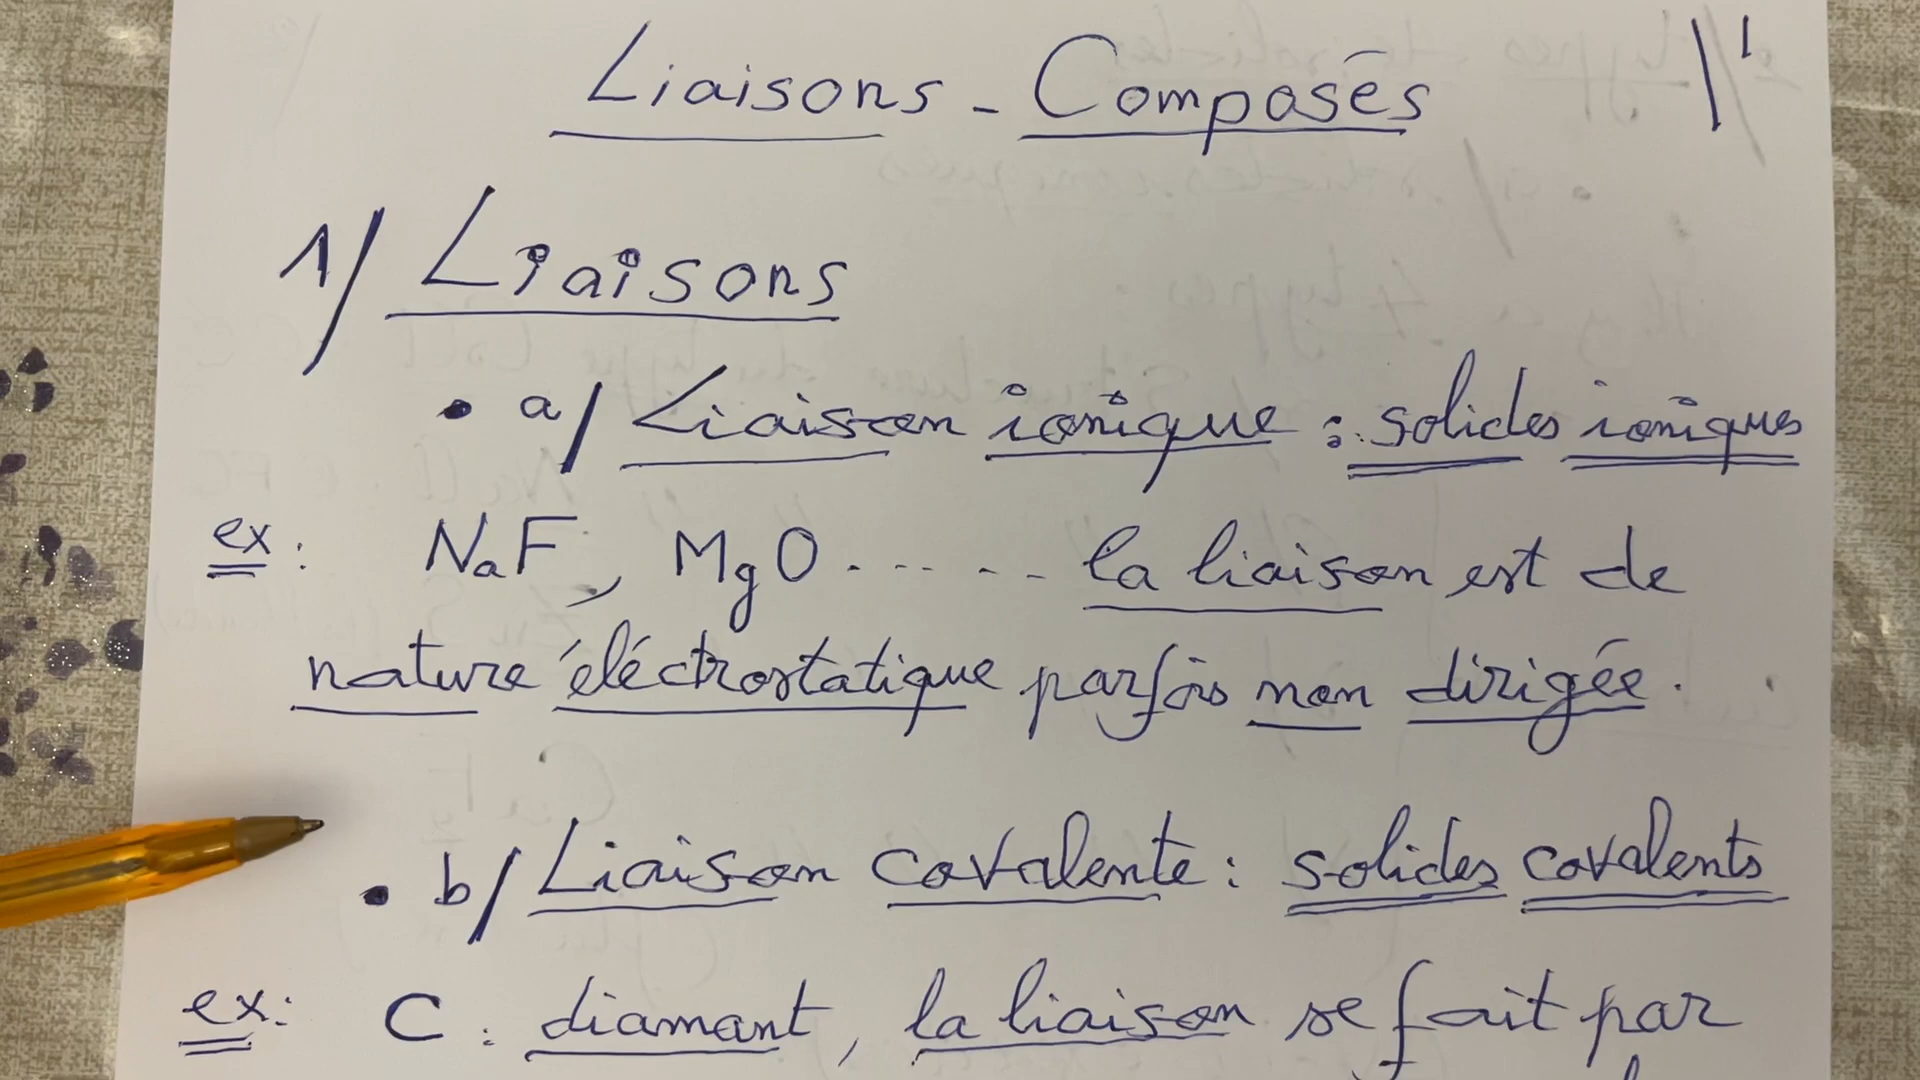 Liaisons - Composés
1/ Liaisons
• a/ Liaison ionique : solides ioniques
ex : NaF, MgO ...... la liaison est de
nature éléctrostatique parfois non dirigée.
• b/ Liaison covalente : solides covalents
ex : C : diamant, la liaison se fait par